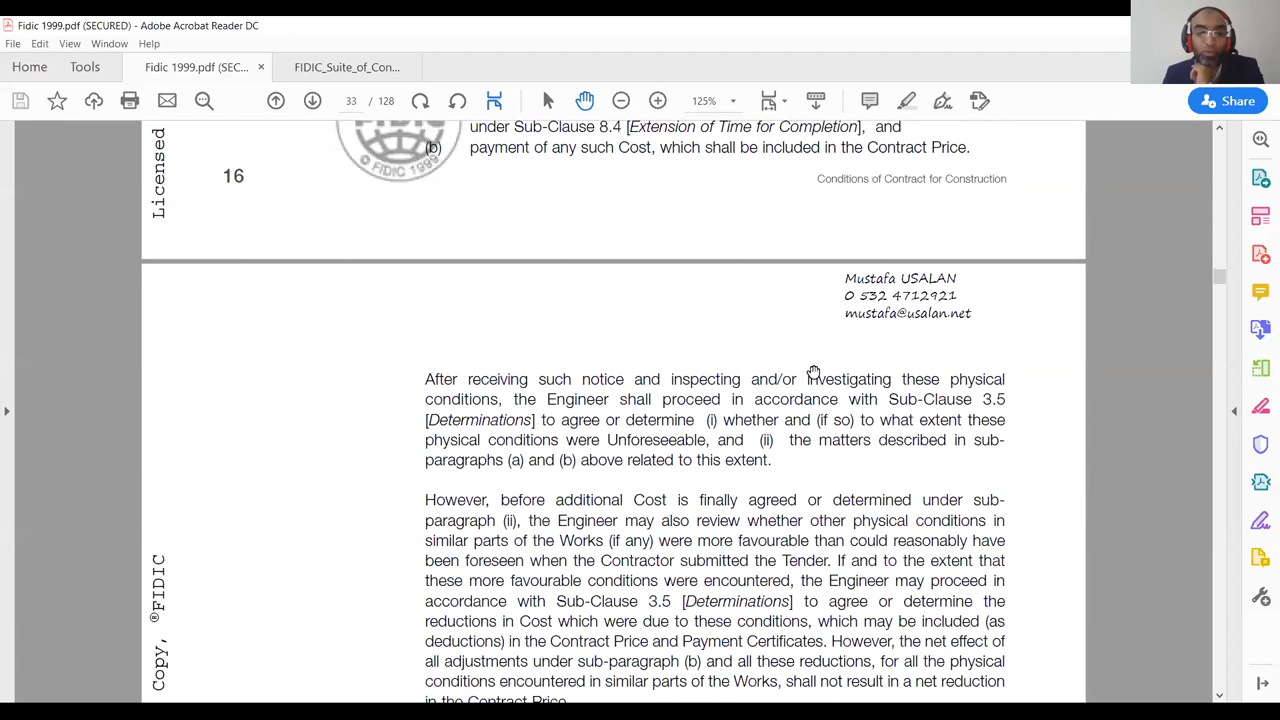 Fidic 1999.pdf (SECURED) - Adobe Acrobat Reader DC
File Edit View Window Help
Home Tools Fidic 1999.pdf (SEC... × FIDIC_Suite_of_Con...
33 / 128 125% Share
under Sub-Clause 8.4 [Extension of Time for Completion], and
(b) payment of any such Cost, which shall be included in the Contract Price.
© FIDIC 1999
16
Conditions of Contract for Construction
Licensed
Mustafa USALAN
0 532 4712921
mustafa@usalan.net
After receiving such notice and inspecting and/or investigating these physical
conditions, the Engineer shall proceed in accordance with Sub-Clause 3.5
[Determinations] to agree or determine (i) whether and (if so) to what extent these
physical conditions were Unforeseeable, and (ii) the matters described in sub-
paragraphs (a) and (b) above related to this extent.
However, before additional Cost is finally agreed or determined under sub-
paragraph (ii), the Engineer may also review whether other physical conditions in
similar parts of the Works (if any) were more favourable than could reasonably have
been foreseen when the Contractor submitted the Tender. If and to the extent that
these more favourable conditions were encountered, the Engineer may proceed in
accordance with Sub-Clause 3.5 [Determinations] to agree or determine the
reductions in Cost which were due to these conditions, which may be included (as
deductions) in the Contract Price and Payment Certificates. However, the net effect of
all adjustments under sub-paragraph (b) and all these reductions, for all the physical
conditions encountered in similar parts of the Works, shall not result in a net reduction
in the Contract Price.
Copy, ®FIDIC